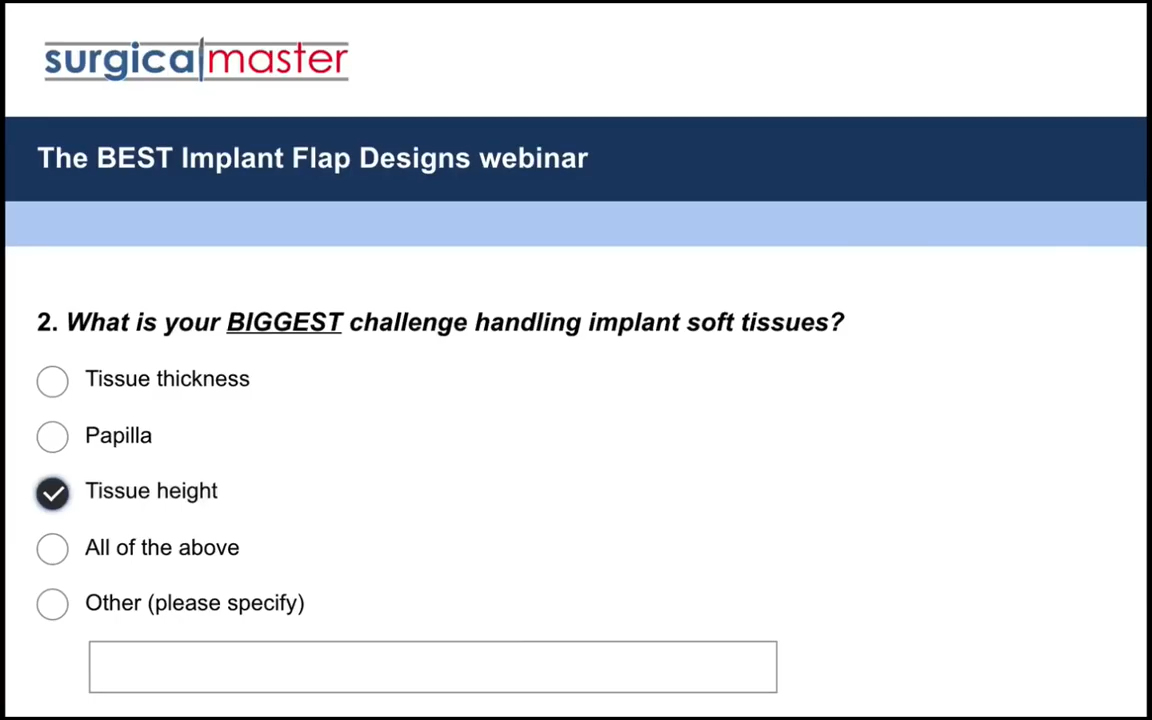 surgicalmaster
The BEST Implant Flap Designs webinar
2. What is your BIGGEST challenge handling implant soft tissues?
Tissue thickness
Papilla
Tissue height
All of the above
Other (please specify)